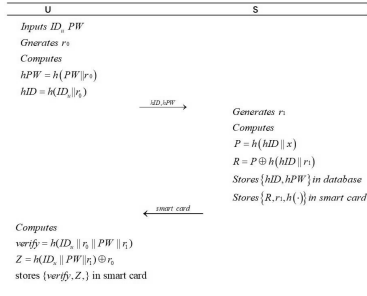 U S
Inputs ID_u PW
Gnerates r_0
Computes
hPW = h(PW||r_0)
hID = h(ID_u||r_0)
hID,hPW
Generates r_1
Computes
P = h(hID || x)
R = P ⊕ h(hID || r_1)
Stores{hID,hPW}in database
Stores{R,r_1,h(·)}in smart card
smart card
Computes
verify = h(ID_u || r_0 || PW || r_1)
Z = h(ID_u || PW||r_1) ⊕ r_0
stores {verify,Z,} in smart card